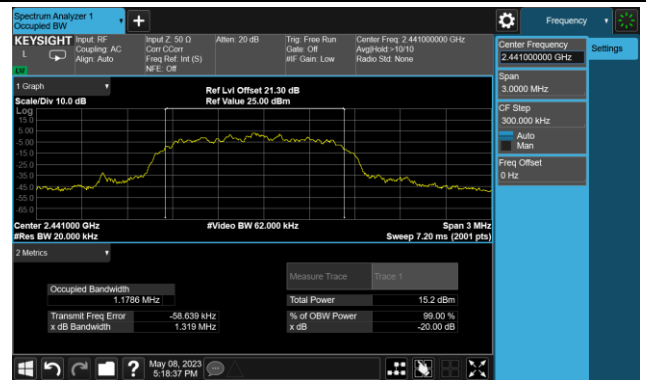 Spectrum Analyzer 1
Occupied BW
Frequency
KEYSIGHT
L
Input: RF
Coupling: AC
Align: Auto
Input Z: 50 Ω
Corr CCorr
Freq Ref: Int (S)
NFE: Off
Atten: 20 dB
Trig: Free Run
Gate: Off
#IF Gain: Low
Center Freq: 2.441000000 GHz
Avg|Hold:>10/10
Radio Std: None
Center Frequency
2.441000000 GHz
Settings
Span
3.0000 MHz
CF Step
300.000 kHz
Auto
Man
Freq Offset
0 Hz
1 Graph
Scale/Div 10.0 dB
Ref Lvl Offset 21.30 dB
Ref Value 25.00 dBm
Log
15.0
5.00
-5.00
-15.0
-25.0
-35.0
-45.0
-55.0
-65.0
Center 2.441000 GHz
#Res BW 20.000 kHz
#Video BW 62.000 kHz
Span 3 MHz
Sweep 7.20 ms (2001 pts)
2 Metrics
Measure Trace
Trace 1
Occupied Bandwidth
1.1786 MHz
Total Power
15.2 dBm
Transmit Freq Error
-58.639 kHz
% of OBW Power
99.00 %
x dB Bandwidth
1.319 MHz
x dB
-20.00 dB
May 08, 2023
5:18:37 PM